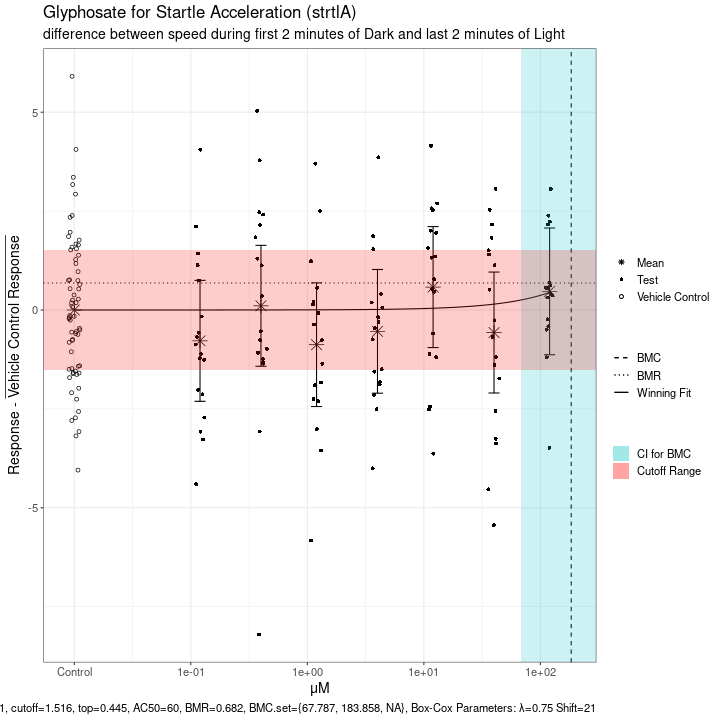 Glyphosate for Startle Acceleration (strtlA)
difference between speed during first 2 minutes of Dark and last 2 minutes of Light
Response - Vehicle Control Response
5
0
-5
Control
1e-01
1e+00
1e+01
1e+02
μM
Mean
Test
Vehicle Control
BMC
BMR
Winning Fit
CI for BMC
Cutoff Range
1, cutoff=1.516, top=0.445, AC50=60, BMR=0.682, BMC.set={67.787, 183.858, NA}, Box-Cox Parameters: λ=0.75 Shift=21